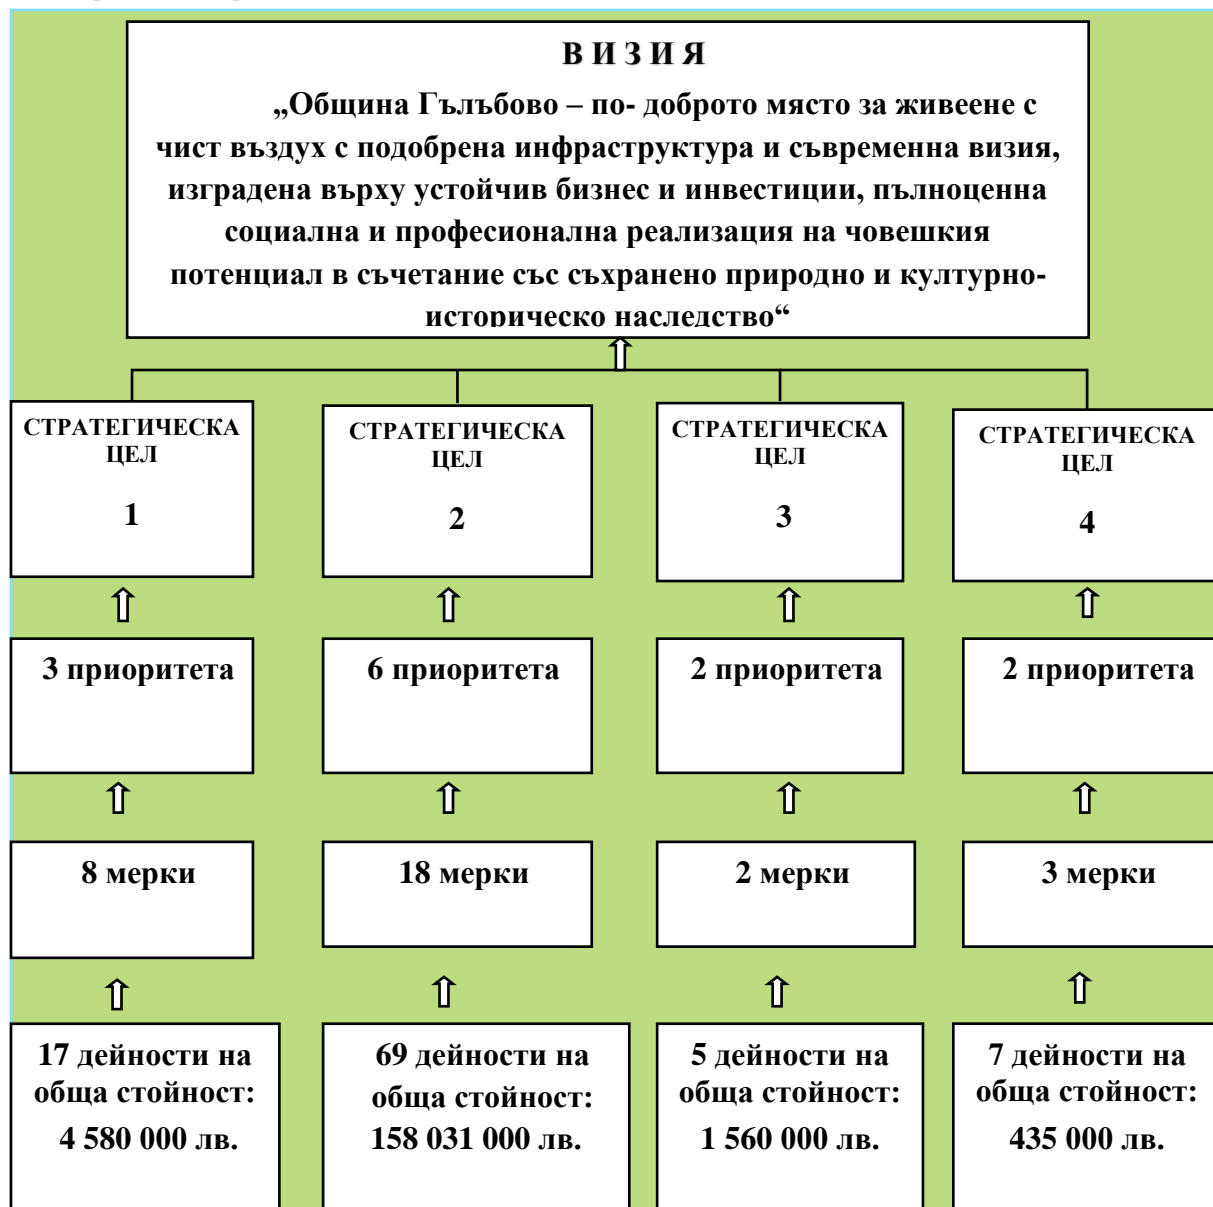 В И З И Я
„Община Гълъбово – по- доброто място за живеене с
чист въздух с подобрена инфраструктура и съвременна визия,
изградена върху устойчив бизнес и инвестиции, пълноценна
социална и професионална реализация на човешкия
потенциал в съчетание със съхранено природно и културно-
историческо наследство“
СТРАТЕГИЧЕСКА
ЦЕЛ
1
СТРАТЕГИЧЕСКА
ЦЕЛ
2
СТРАТЕГИЧЕСКА
ЦЕЛ
3
СТРАТЕГИЧЕСКА
ЦЕЛ
4
3 приоритета
6 приоритета
2 приоритета
2 приоритета
8 мерки
18 мерки
2 мерки
3 мерки
17 дейности на
обща стойност:
4 580 000 лв.
69 дейности на
обща стойност:
158 031 000 лв.
5 дейности на
обща стойност:
1 560 000 лв.
7 дейности на
обща стойност:
435 000 лв.